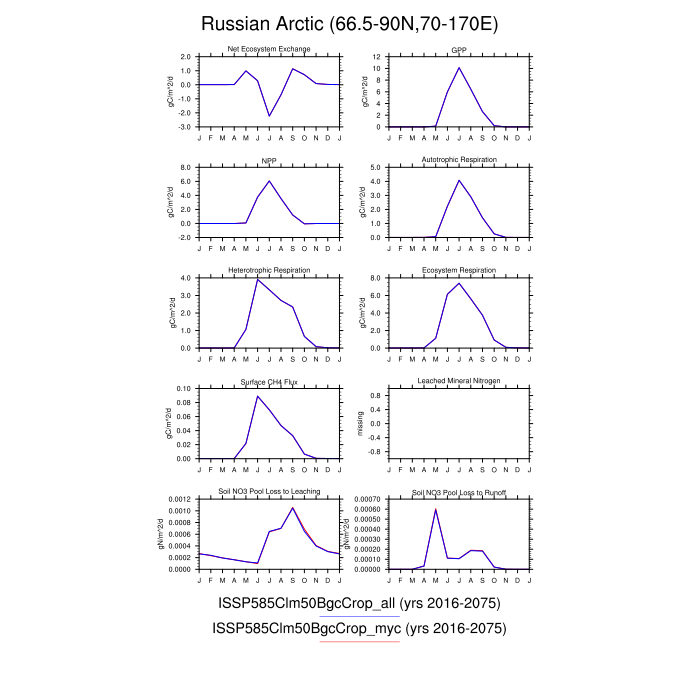 Russian Arctic (66.5-90N,70-170E)
Net Ecosystem Exchange
gC/m^2/d
2.0
1.0
0.0
-1.0
-2.0
-3.0
J F M A M J J A S O N D J
GPP
gC/m^2/d
12
10
8
6
4
2
0
J F M A M J J A S O N D J
NPP
gC/m^2/d
8.0
6.0
4.0
2.0
0.0
-2.0
J F M A M J J A S O N D J
Autotrophic Respiration
gC/m^2/d
5.0
4.0
3.0
2.0
1.0
0.0
J F M A M J J A S O N D J
Heterotrophic Respiration
gC/m^2/d
4.0
3.0
2.0
1.0
0.0
J F M A M J J A S O N D J
Ecosystem Respiration
gC/m^2/d
8.0
6.0
4.0
2.0
0.0
J F M A M J J A S O N D J
Surface CH4 Flux
gC/m^2/d
0.10
0.08
0.06
0.04
0.02
0.00
J F M A M J J A S O N D J
Leached Mineral Nitrogen
missing
0.8
0.4
0.0
-0.4
-0.8
J F M A M J J A S O N D J
Soil NO3 Pool Loss to Leaching
gN/m^2/d
0.0012
0.0010
0.0008
0.0006
0.0004
0.0002
0.0000
J F M A M J J A S O N D J
Soil NO3 Pool Loss to Runoff
gN/m^2/d
0.00070
0.00060
0.00050
0.00040
0.00030
0.00020
0.00010
0.00000
J F M A M J J A S O N D J
ISSP585Clm50BgcCrop_all (yrs 2016-2075)
ISSP585Clm50BgcCrop_myc (yrs 2016-2075)